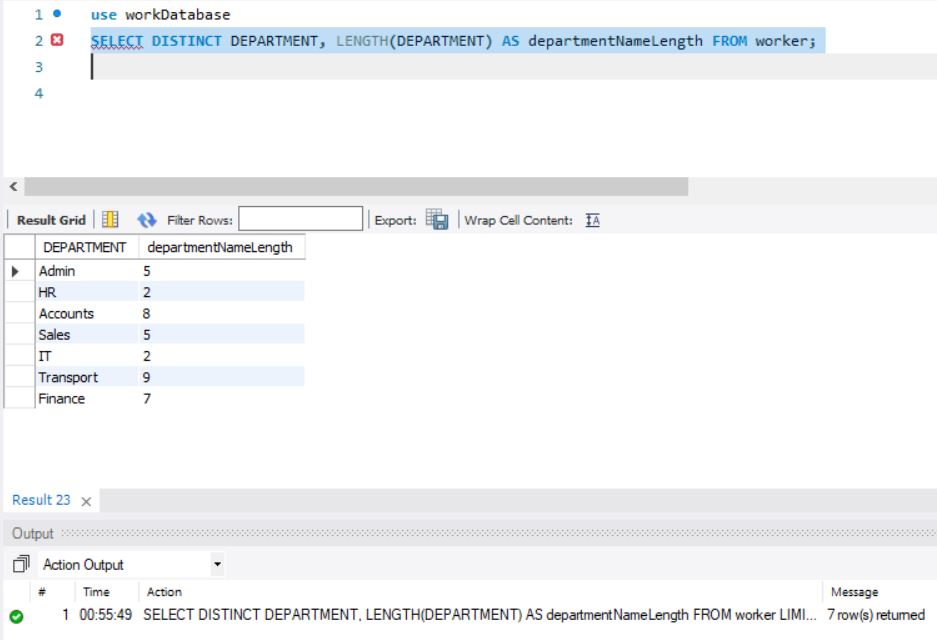 1 use workDatabase
2 SELECT DISTINCT DEPARTMENT, LENGTH(DEPARTMENT) AS departmentNameLength FROM worker;
3
4
Result Grid Filter Rows: Export: Wrap Cell Content: IA
DEPARTMENT departmentNameLength
Admin 5
HR 2
Accounts 8
Sales 5
IT 2
Transport 9
Finance 7
Result 23
Output
Action Output
# Time Action Message
1 00:55:49 SELECT DISTINCT DEPARTMENT, LENGTH(DEPARTMENT) AS departmentNameLength FROM worker LIMI... 7 row(s) returned